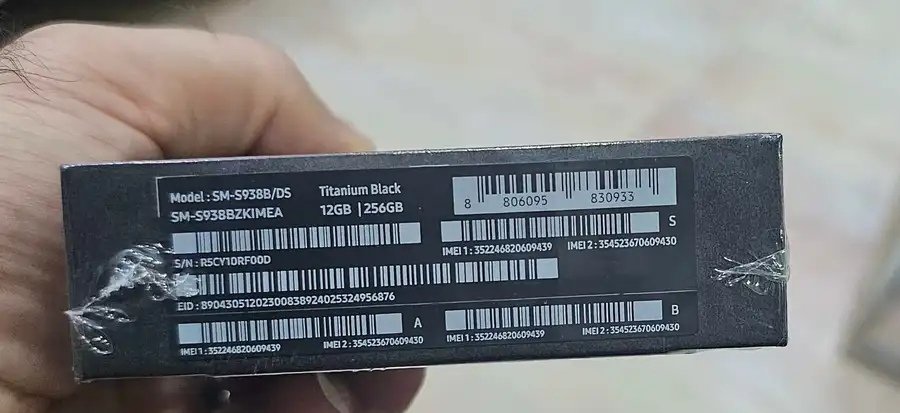 Model : SM-S938B/DS
SM-S938BZKIMEA
Titanium Black
12GB | 256GB
8 806095 830933
S/N : R5CY10RF00D
S
IMEI 1 : 352246820609439 IMEI 2 : 354523670609430
EID : 89043051202300838924025324956876
A
IMEI 1 : 352246820609439 IMEI 2 : 354523670609430
B
IMEI 1 : 352246820609439 IMEI 2 : 354523670609430